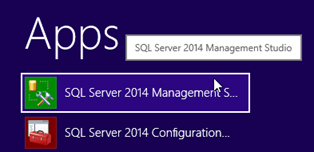 Apps
SQL Server 2014 Management Studio
SQL Server 2014 Management S...
SQL Server 2014 Configuration...